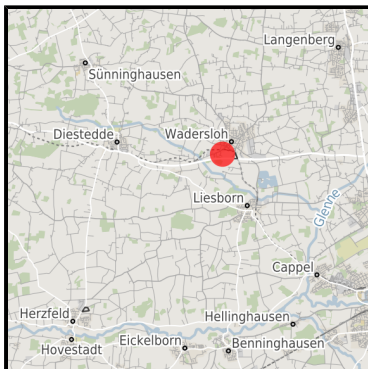 Langenberg
Sünninghausen
Diestedde
Wadersloh
Liesborn
Glenne
Cappel
Herzfeld
Hellinghausen
Hovestadt
Eickelborn
Benninghausen